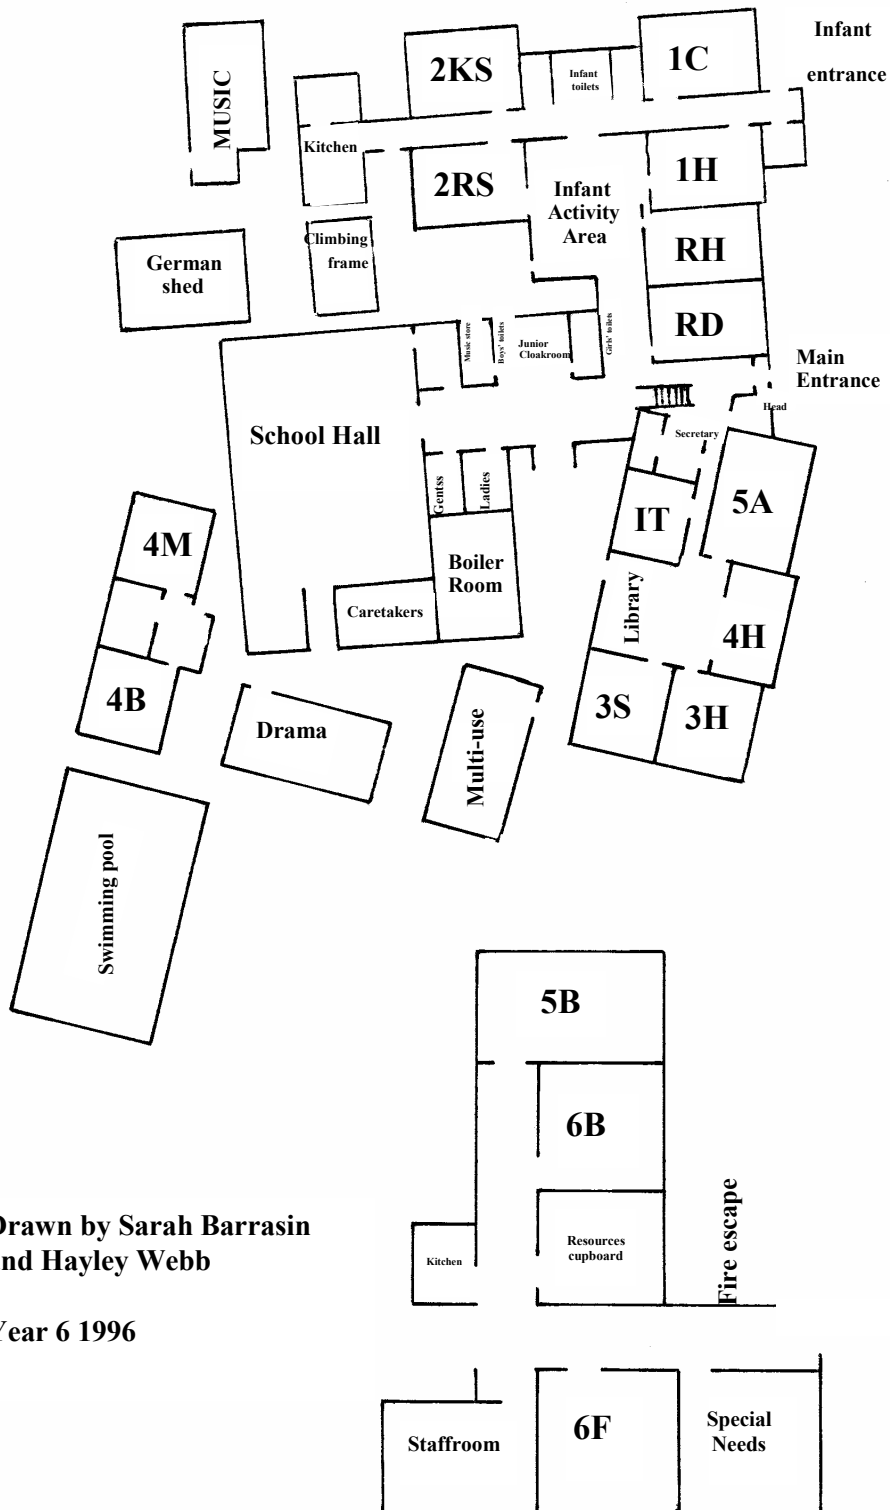 Infant
entrance
1C
2KS
Infant
toilets
MUSIC
Kitchen
2RS
Infant
Activity
Area
1H
RH
RD
Climbing
frame
German
shed
Music store
Boys' toilets
Junior
Cloakroom
Girls' toilets
Main
Entrance
Head
Secretary
School Hall
Gentss
Ladies
IT
5A
4M
Boiler
Room
Caretakers
Library
4H
4B
Drama
Multi-use
3S
3H
Swimming pool
5B
6B
Resources
cupboard
Kitchen
Fire escape
Drawn by Sarah Barrasin
and Hayley Webb
Year 6 1996
Staffroom
6F
Special
Needs